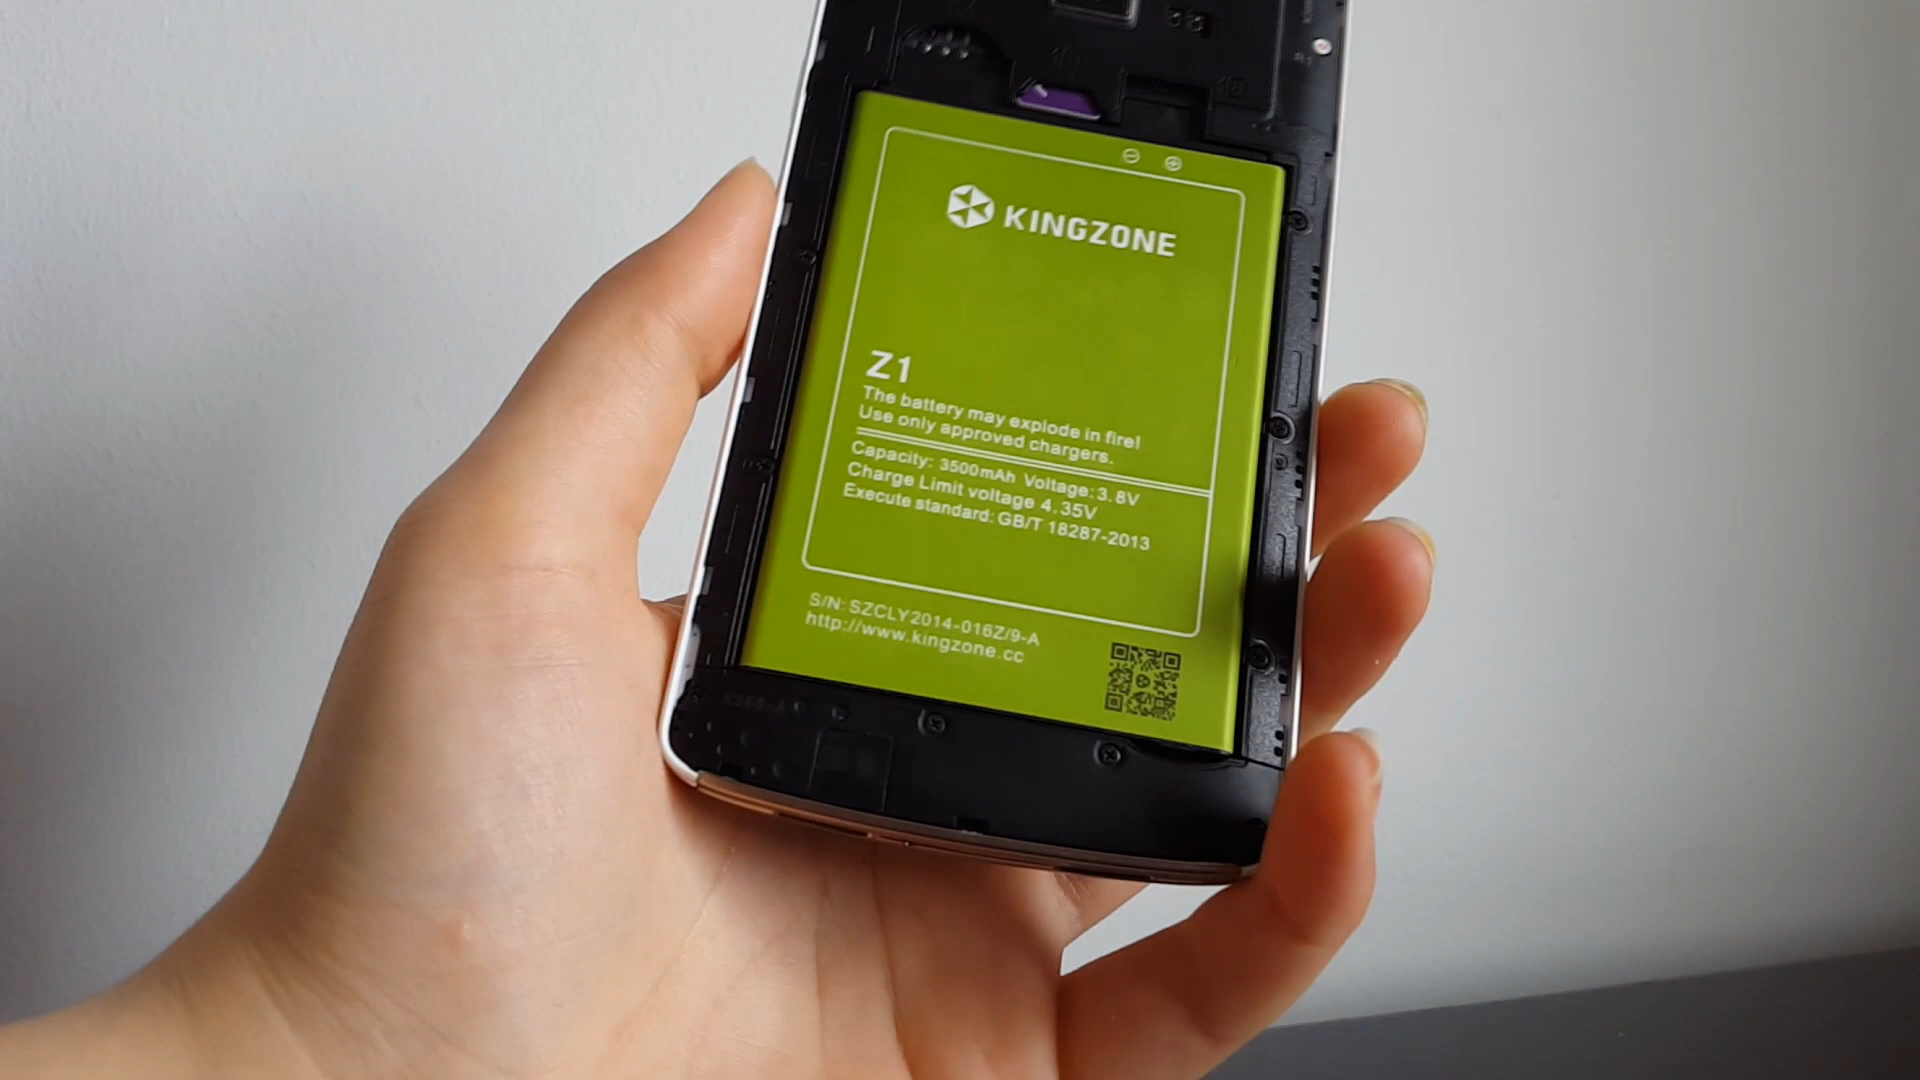 KINGZONE
Z1
The battery may explode in fire!
Use only approved chargers.
Capacity: 3500mAh Voltage: 3.8V
Charge Limit voltage 4.35V
Execute standard: GB/T 18287-2013
S/N: SZCLY2014-016Z/9-A
http://www.kingzone.cc